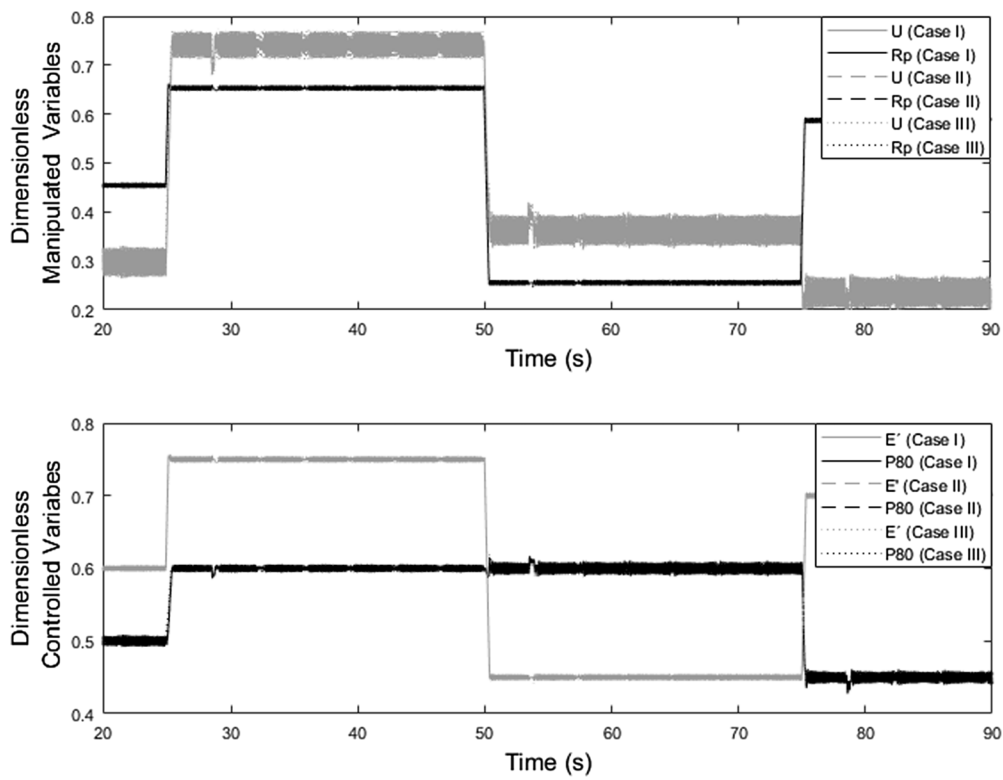 Dimensionless
Manipulated Variables
0.8
0.7
0.6
0.5
0.4
0.3
0.2
U (Case I)
Rp (Case I)
U (Case II)
Rp (Case II)
U (Case III)
Rp (Case III)
20 30 40 50 60 70 80 90
Time (s)
Dimensionless
Controlled Variabes
0.8
0.7
0.6
0.5
0.4
E´ (Case I)
P80 (Case I)
E' (Case II)
P80 (Case II)
E´ (Case III)
P80 (Case III)
20 30 40 50 60 70 80 90
Time (s)